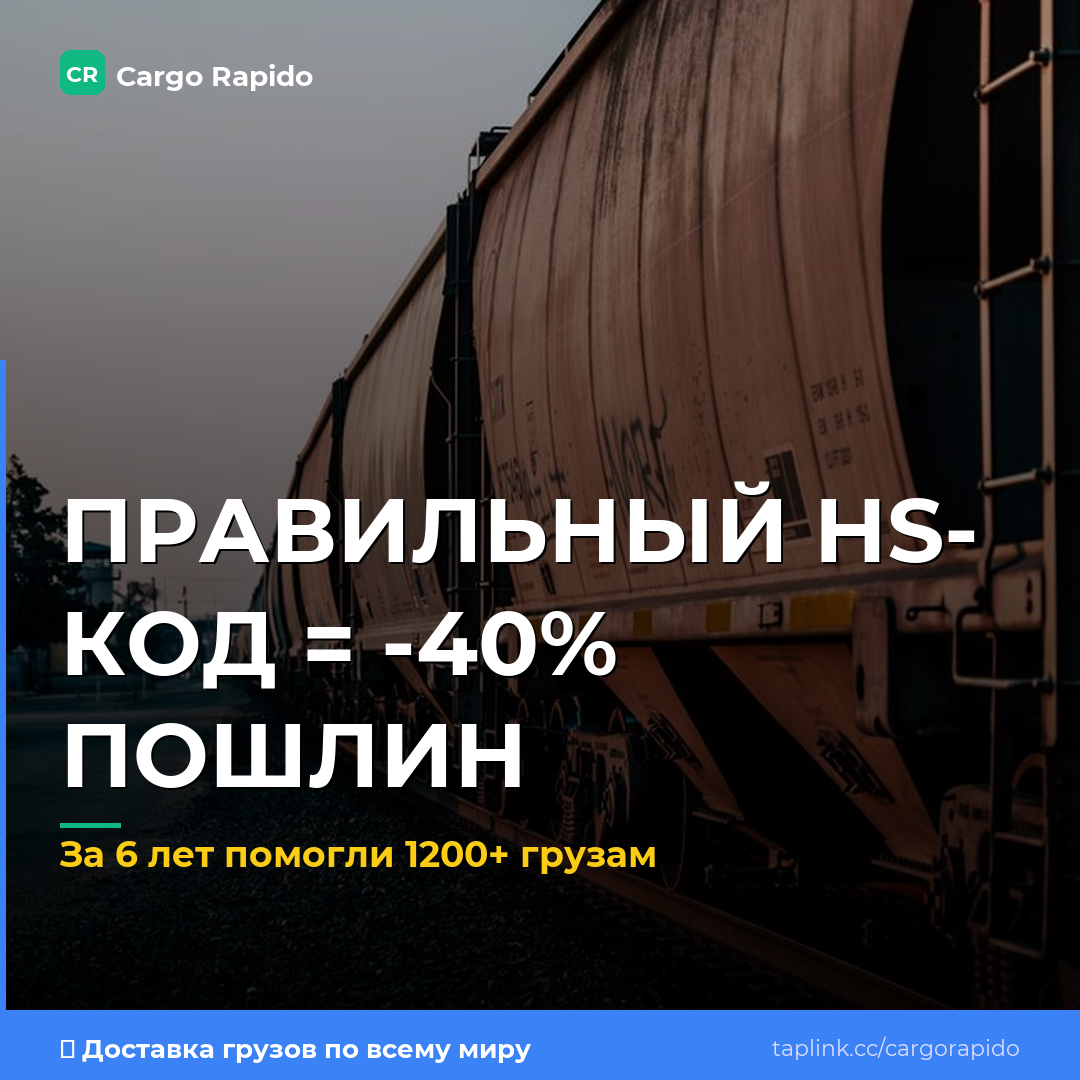 CR Cargo Rapido
ПРАВИЛЬНЫЙ HS-
КОД = -40%
ПОШЛИН
За 6 лет помогли 1200+ грузам
Доставка грузов по всему миру
taplink.cc/cargorapido